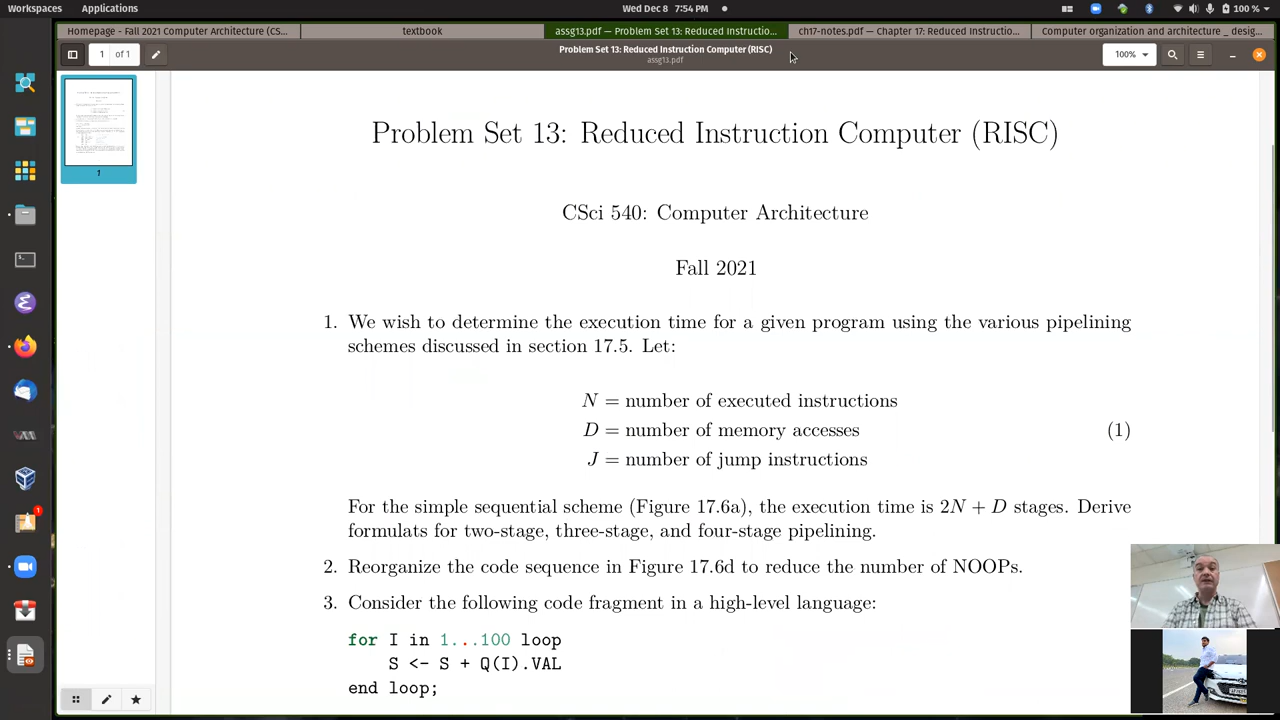 Workspaces Applications Wed Dec 8 7:54 PM 100 %
Homepage - Fall 2021 Computer Architecture (CS... textbook assg13.pdf — Problem Set 13: Reduced Instructio... ch17-notes.pdf — Chapter 17: Reduced Instructio... Computer organization and architecture _ desig...
1 of 1 Problem Set 13: Reduced Instruction Computer (RISC) 100%
assg13.pdf
1
Problem Set 13: Reduced Instruction Computer (RISC)
CSci 540: Computer Architecture
Fall 2021
1. We wish to determine the execution time for a given program using the various pipelining
schemes discussed in section 17.5. Let:
N = number of executed instructions
D = number of memory accesses (1)
J = number of jump instructions
For the simple sequential scheme (Figure 17.6a), the execution time is 2N + D stages. Derive
formulats for two-stage, three-stage, and four-stage pipelining.
2. Reorganize the code sequence in Figure 17.6d to reduce the number of NOOPs.
3. Consider the following code fragment in a high-level language:
for I in 1...100 loop
S <- S + Q(I).VAL
end loop;
1